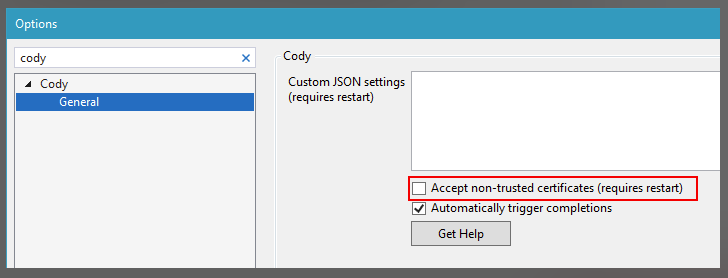 Options
cody
Cody
General
Cody
Custom JSON settings
(requires restart)
Accept non-trusted certificates (requires restart)
Automatically trigger completions
Get Help